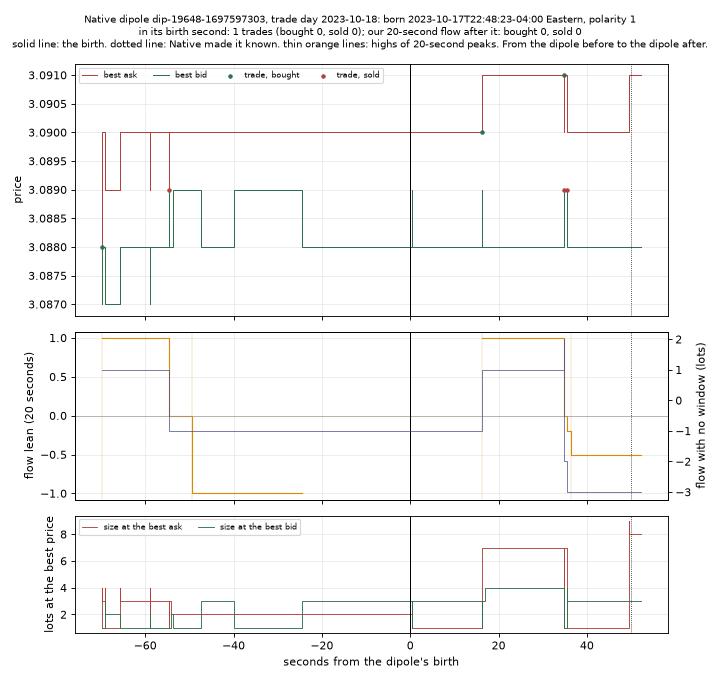 Native dipole dip-19648-1697597303, trade day 2023-10-18: born 2023-10-17T22:48:23-04:00 Eastern, polarity 1
in its birth second: 1 trades (bought 0, sold 0); our 20-second flow after it: bought 0, sold 0
solid line: the birth. dotted line: Native made it known. thin orange lines: highs of 20-second peaks. From the dipole before to the dipole after.
best ask
best bid
trade, bought
trade, sold
price
3.0910
3.0905
3.0900
3.0895
3.0890
3.0885
3.0880
3.0875
3.0870
flow lean (20 seconds)
1.0
0.5
0.0
−0.5
−1.0
2
1
0
−1
−2
−3
flow with no window (lots)
size at the best ask
size at the best bid
lots at the best price
8
6
4
2
−60
−40
−20
0
20
40
seconds from the dipole's birth